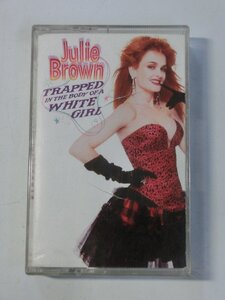 Julie
Brown
TRAPPED
IN THE BODY OF A
WHITE
GIRL